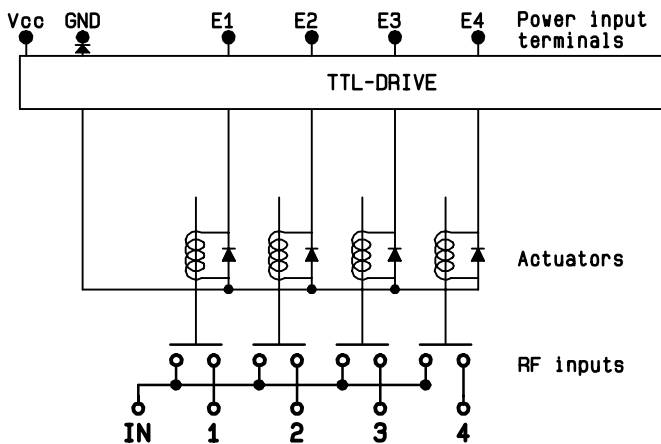 Vcc GND E1 E2 E3 E4 Power input
terminals
TTL-DRIVE
Actuators
RF inputs
IN 1 2 3 4